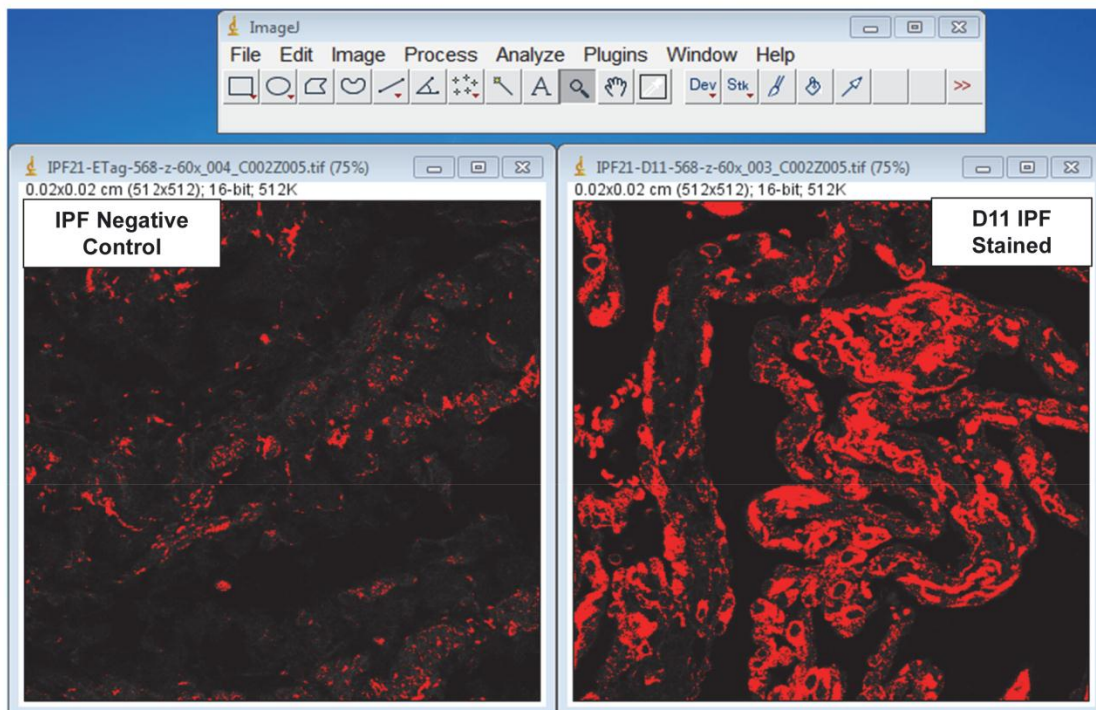 ImageJ
File Edit Image Process Analyze Plugins Window Help
A Dev Stk >>
IPF21-ETag-568-z-60x_004_C002Z005.tif (75%)
0.02x0.02 cm (512x512); 16-bit; 512K
IPF Negative
Control
IPF21-D11-568-z-60x_003_C002Z005.tif (75%)
0.02x0.02 cm (512x512); 16-bit; 512K
D11 IPF
Stained